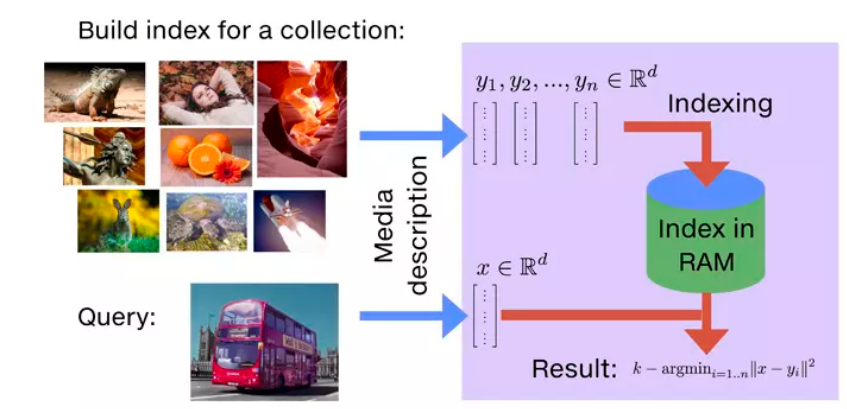 Build index for a collection:
y₁, y₂, ..., yₙ ∈ ℝᵈ
Indexing
Media
description
Index in
RAM
x ∈ ℝᵈ
Query:
Result: k − argminᵢ₌₁..ₙ‖x − yᵢ‖²